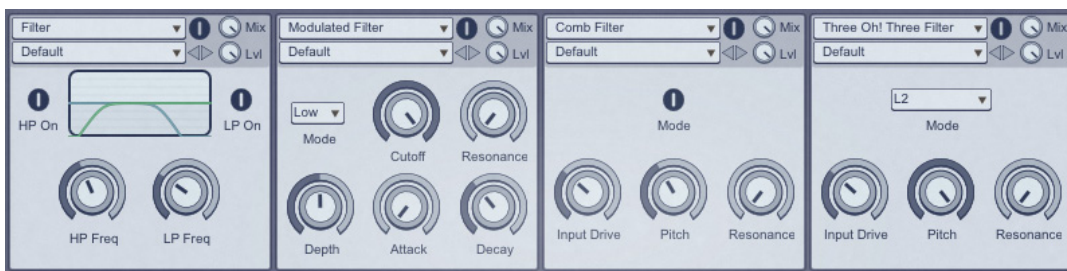 Filter
Mix
Default
Lvl
HP On
LP On
HP Freq
LP Freq
Modulated Filter
Mix
Default
Lvl
Low
Mode
Cutoff
Resonance
Depth
Attack
Decay
Comb Filter
Mix
Default
Lvl
Mode
Input Drive
Pitch
Resonance
Three Oh! Three Filter
Mix
Default
Lvl
L2
Mode
Input Drive
Pitch
Resonance